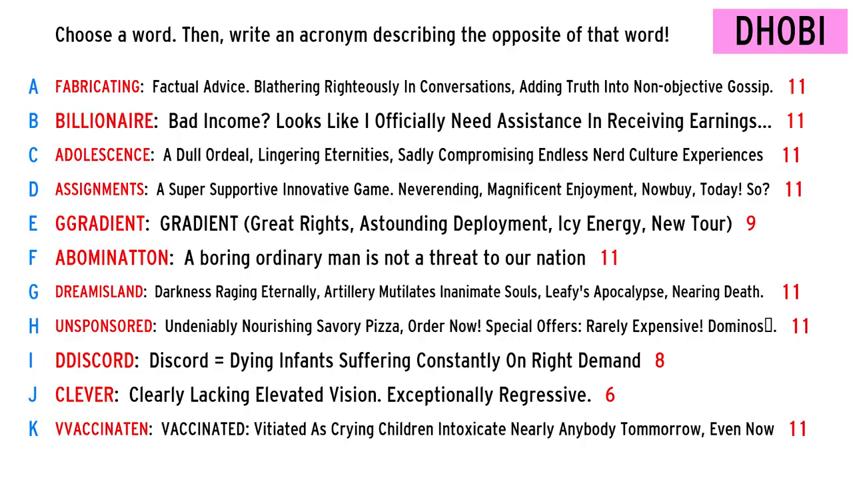 Choose a word. Then, write an acronym describing the opposite of that word! DHOBI
A FABRICATING: Factual Advice. Blathering Righteously In Conversations, Adding Truth Into Non-objective Gossip. 11
B BILLIONAIRE: Bad Income? Looks Like I Officially Need Assistance In Receiving Earnings... 11
C ADOLESCENCE: A Dull Ordeal, Lingering Eternities, Sadly Compromising Endless Nerd Culture Experiences 11
D ASSIGNMENTS: A Super Supportive Innovative Game. Neverending, Magnificent Enjoyment, Nowbuy, Today! So? 11
E GGRADIENT: GRADIENT (Great Rights, Astounding Deployment, Icy Energy, New Tour) 9
F ABOMINATTON: A boring ordinary man is not a threat to our nation 11
G DREAMISLAND: Darkness Raging Eternally, Artillery Mutilates Inanimate Souls, Leafy's Apocalypse, Nearing Death. 11
H UNSPONSORED: Undeniably Nourishing Savory Pizza, Order Now! Special Offers: Rarely Expensive! Dominos▯. 11
I DDISCORD: Discord = Dying Infants Suffering Constantly On Right Demand 8
J CLEVER: Clearly Lacking Elevated Vision. Exceptionally Regressive. 6
K VVACCINATEN: VACCINATED: Vitiated As Crying Children Intoxicate Nearly Anybody Tommorrow, Even Now 11